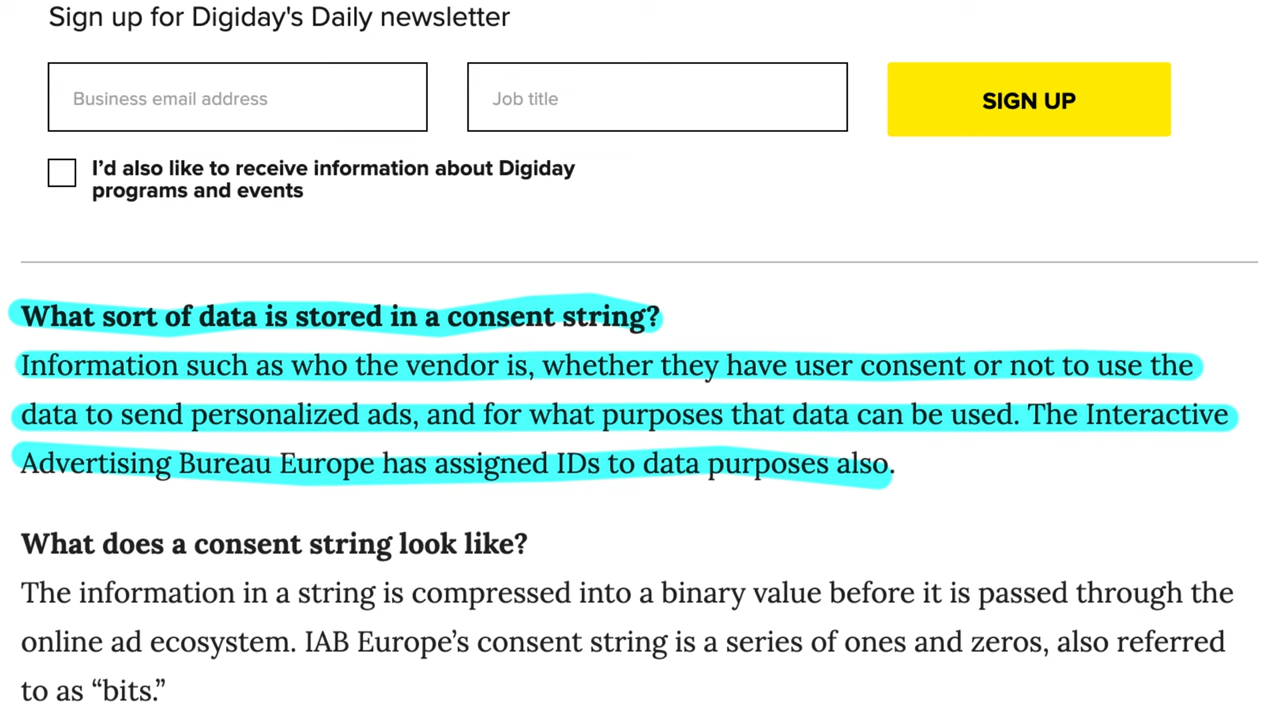 Sign up for Digiday's Daily newsletter
Business email address
Job title
SIGN UP
I’d also like to receive information about Digiday
programs and events
What sort of data is stored in a consent string?
Information such as who the vendor is, whether they have user consent or not to use the
data to send personalized ads, and for what purposes that data can be used. The Interactive
Advertising Bureau Europe has assigned IDs to data purposes also.
What does a consent string look like?
The information in a string is compressed into a binary value before it is passed through the
online ad ecosystem. IAB Europe’s consent string is a series of ones and zeros, also referred
to as “bits.”